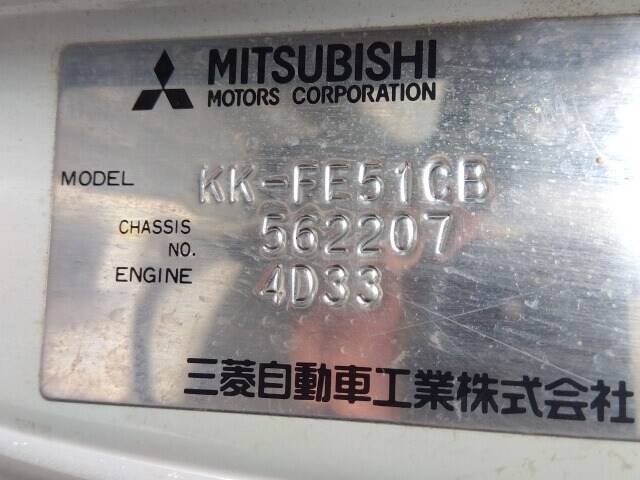 MITSUBISHI
MOTORS CORPORATION
MODEL KK-FE51CB
CHASSIS NO. 562207
ENGINE 4D33
三菱自動車工業株式会社